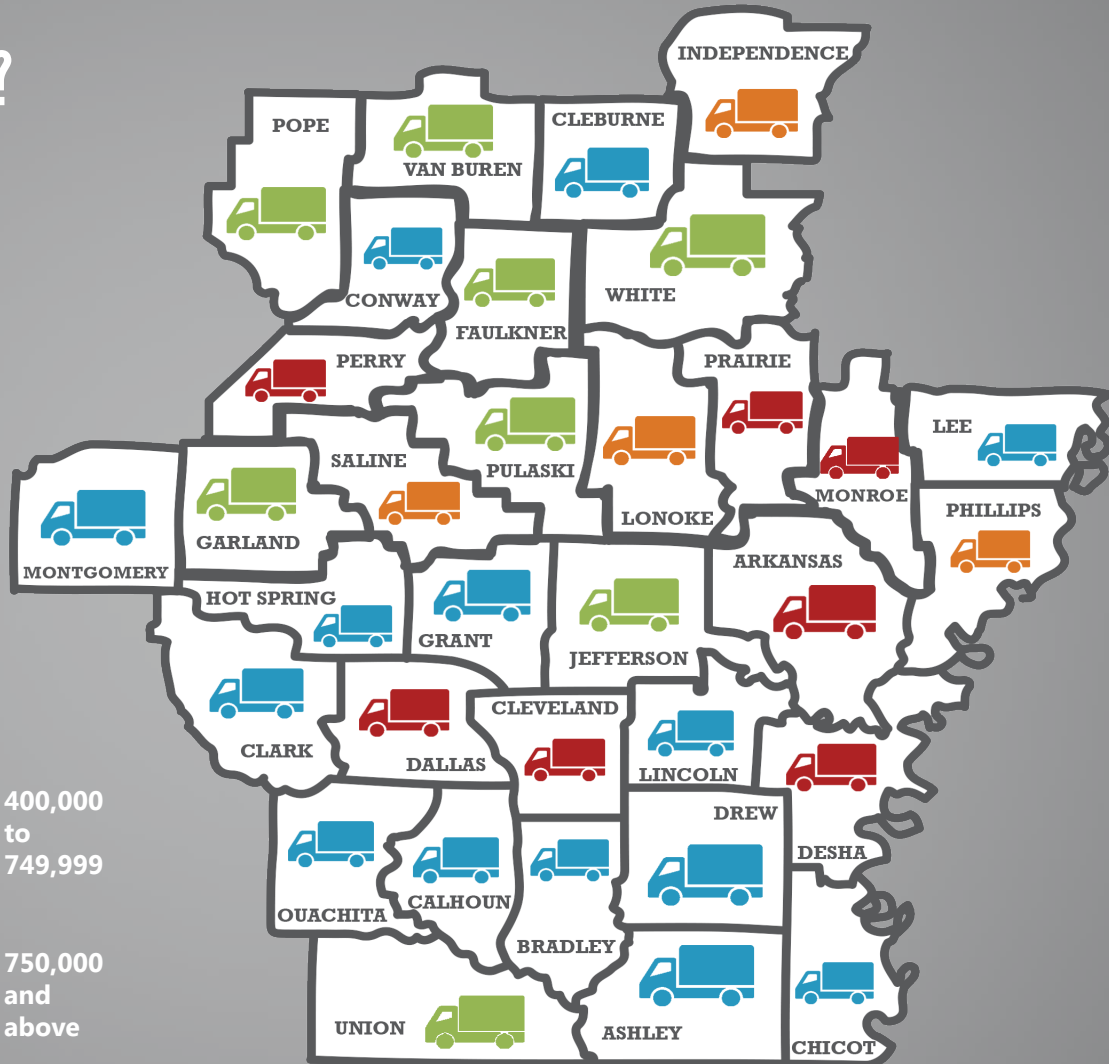 ?
INDEPENDENCE
POPE
CLEBURNE
VAN BUREN
CONWAY
WHITE
FAULKNER
PERRY
PRAIRIE
LEE
SALINE
PULASKI
MONROE
PHILLIPS
LONOKE
GARLAND
ARKANSAS
MONTGOMERY
HOT SPRING
GRANT
JEFFERSON
CLEVELAND
CLARK
DALLAS
LINCOLN
400,000
to
749,999
DREW
DESHA
CALHOUN
OUACHITA
BRADLEY
750,000
and
above
UNION
ASHLEY
CHICOT